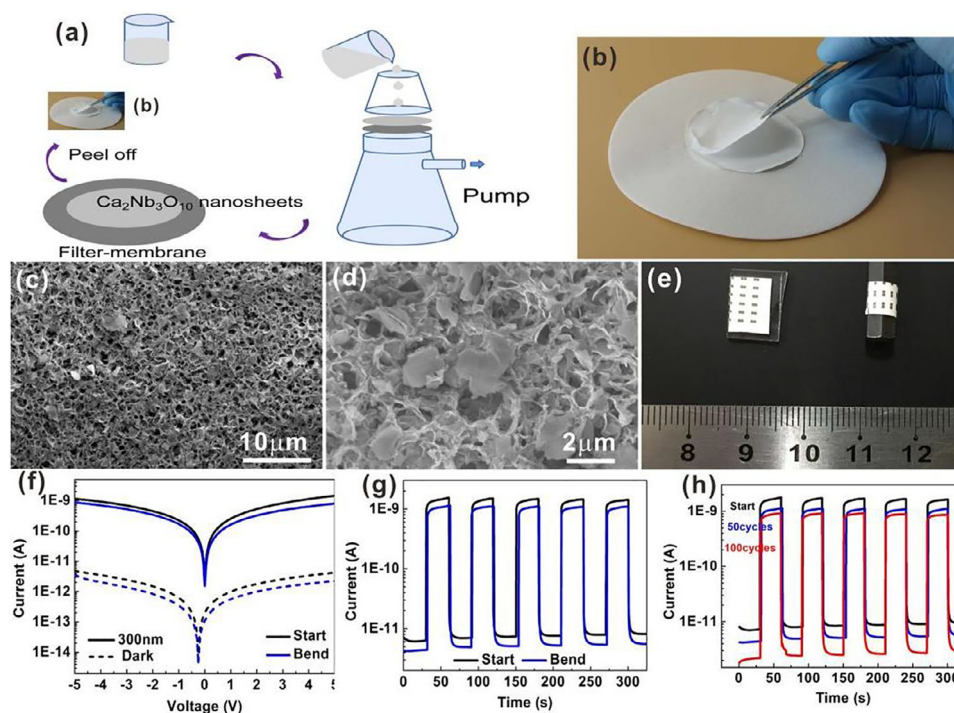 (a)
(b)
Peel off
Ca₂Nb₃O₁₀ nanosheets
Filter-membrane
Pump
(b)
(c)
10μm
(d)
2μm
(e)
8 9 10 11 12
(f)
Current (A)
1E-9
1E-10
1E-11
1E-12
1E-13
1E-14
300nm
Dark
Start
Bend
-5 -4 -3 -2 -1 0 1 2 3 4 5
Voltage (V)
(g)
Current (A)
1E-9
1E-10
1E-11
Start
Bend
0 50 100 150 200 250 300
Time (s)
(h)
Current (A)
1E-9
1E-10
1E-11
Start
50cycles
100cycles
0 50 100 150 200 250 300
Time (s)